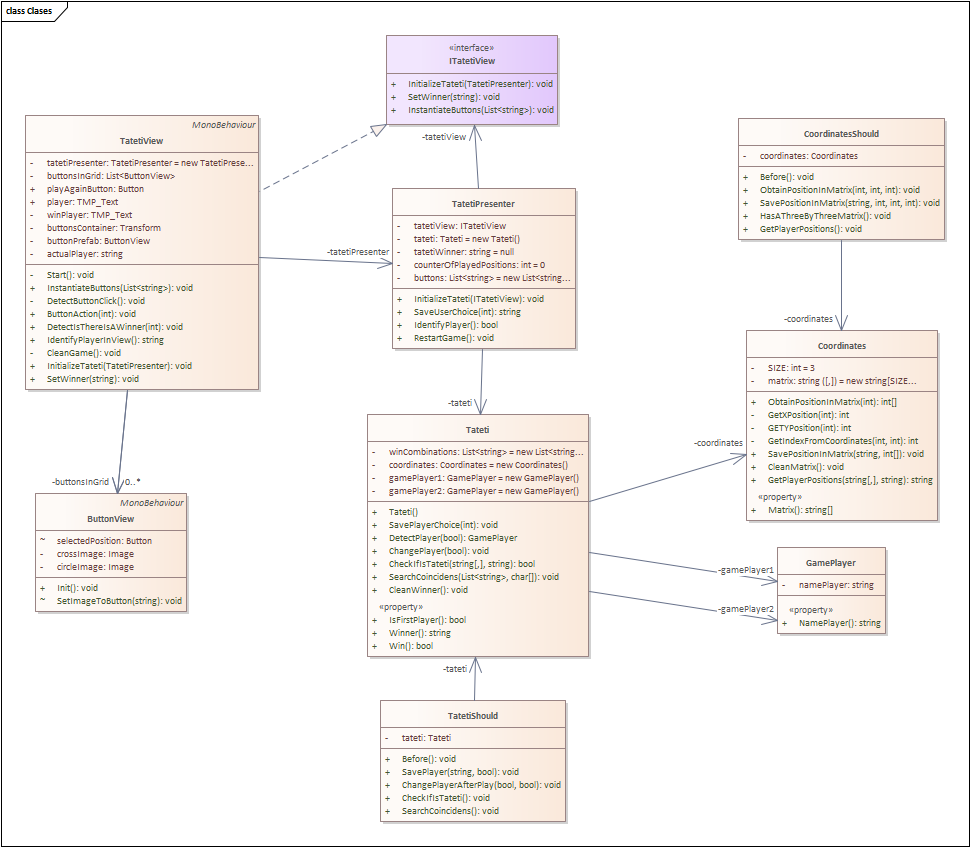 class Clases
«interface»
ITatetiView
+ InitializeTateti(TatetiPresenter): void
+ SetWinner(string): void
+ InstantiateButtons(List<string>): void
MonoBehaviour
TatetiView
- tatetiPresenter: TatetiPresenter = new TatetiPrese...
- buttonsInGrid: List<ButtonView>
+ playAgainButton: Button
+ player: TMP_Text
- winPlayer: TMP_Text
- buttonsContainer: Transform
- buttonPrefab: ButtonView
- actualPlayer: string
- Start(): void
+ InstantiateButtons(List<string>): void
- DetectButtonClick(): void
+ ButtonAction(int): void
+ DetectIsThereIsAWinner(int): void
+ IdentifyPlayerInView(): string
- CleanGame(): void
+ InitializeTateti(TatetiPresenter): void
+ SetWinner(string): void
-tatetiView
-tatetiPresenter
TatetiPresenter
- tatetiView: ITatetiView
- tateti: Tateti = new Tateti()
- tatetiWinner: string = null
- counterOfPlayedPositions: int = 0
- buttons: List<string> = new List<string...
+ InitializeTateti(ITatetiView): void
+ SaveUserChoice(int): string
+ IdentifyPlayer(): bool
+ RestartGame(): void
CoordinatesShould
- coordinates: Coordinates
+ Before(): void
+ ObtainPositionInMatrix(int, int, int): void
+ SavePositionInMatrix(string, int, int, int): void
+ HasAThreeByThreeMatrix(): void
+ GetPlayerPositions(): void
-coordinates
Coordinates
- SIZE: int = 3
- matrix: string ([,]) = new string[SIZE...
+ ObtainPositionInMatrix(int): int[]
- GetXPosition(int): int
- GETYPosition(int): int
- GetIndexFromCoordinates(int, int): int
+ SavePositionInMatrix(string, int[]): void
+ CleanMatrix(): void
+ GetPlayerPositions(string[,], string): string
«property»
+ Matrix(): string[]
-tateti
Tateti
- winCombinations: List<string> = new List<string...
- coordinates: Coordinates = new Coordinates()
- gamePlayer1: GamePlayer = new GamePlayer()
- gamePlayer2: GamePlayer = new GamePlayer()
+ Tateti()
+ SavePlayerChoice(int): void
+ DetectPlayer(bool): GamePlayer
+ ChangePlayer(bool): void
+ CheckIfIsTateti(string[,], string): bool
+ SearchCoincidens(List<string>, char[]): void
+ CleanWinner(): void
«property»
+ IsFirstPlayer(): bool
+ Winner(): string
+ Win(): bool
-coordinates
-buttonsInGrid
0..*
MonoBehaviour
ButtonView
~ selectedPosition: Button
- crossImage: Image
- circleImage: Image
+ Init(): void
~ SetImageToButton(string): void
-gamePlayer1
-gamePlayer2
GamePlayer
- namePlayer: string
«property»
+ NamePlayer(): string
-tateti
TatetiShould
- tateti: Tateti
+ Before(): void
+ SavePlayer(string, bool): void
+ ChangePlayerAfterPlay(bool, bool): void
+ CheckIfIsTateti(): void
+ SearchCoincidens(): void